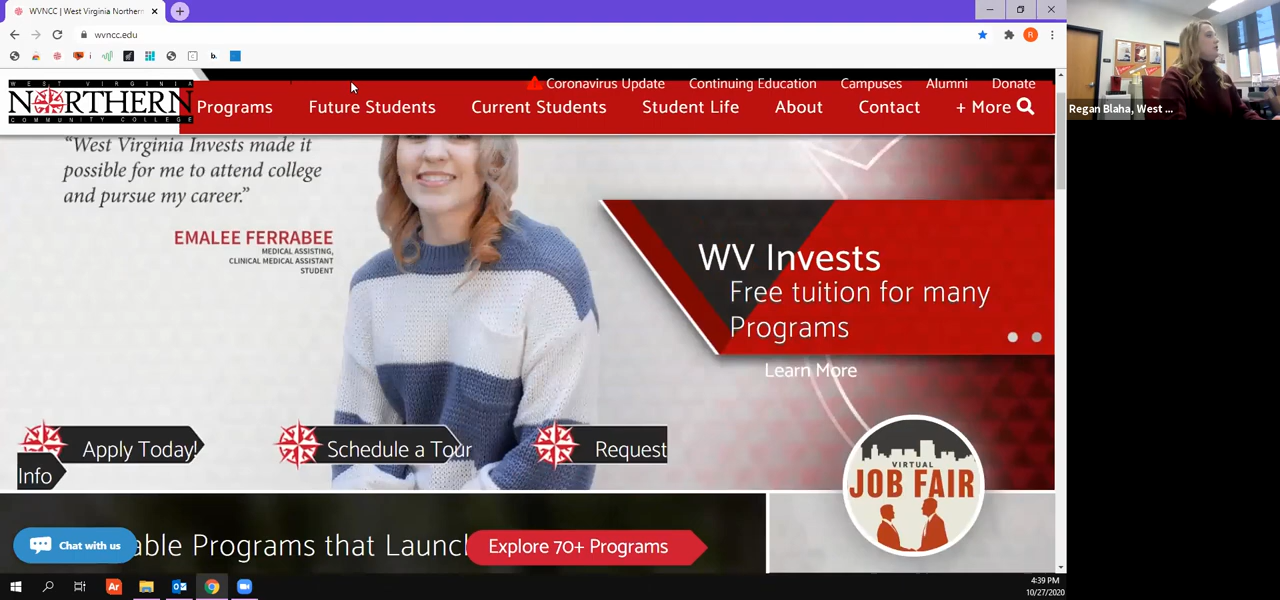 WVNCC | West Virginia Northern
wvncc.edu
R
i
b.
Coronavirus Update Continuing Education Campuses Alumni Donate
WEST VIRGINIA
NORTHERN
COMMUNITY COLLEGE
Programs Future Students Current Students Student Life About Contact + More
"West Virginia Invests made it
possible for me to attend college
and pursue my career."
EMALEE FERRABEE
MEDICAL ASSISTING,
CLINICAL MEDICAL ASSISTANT
STUDENT
WV Invests
Free tuition for many
Programs
Learn More
Apply Today! Schedule a Tour Request
Info
VIRTUAL
JOB FAIR
Chat with us
able Programs that Launch
Explore 70+ Programs
Ar
4:39 PM
10/27/2020
Regan Blaha, West ...